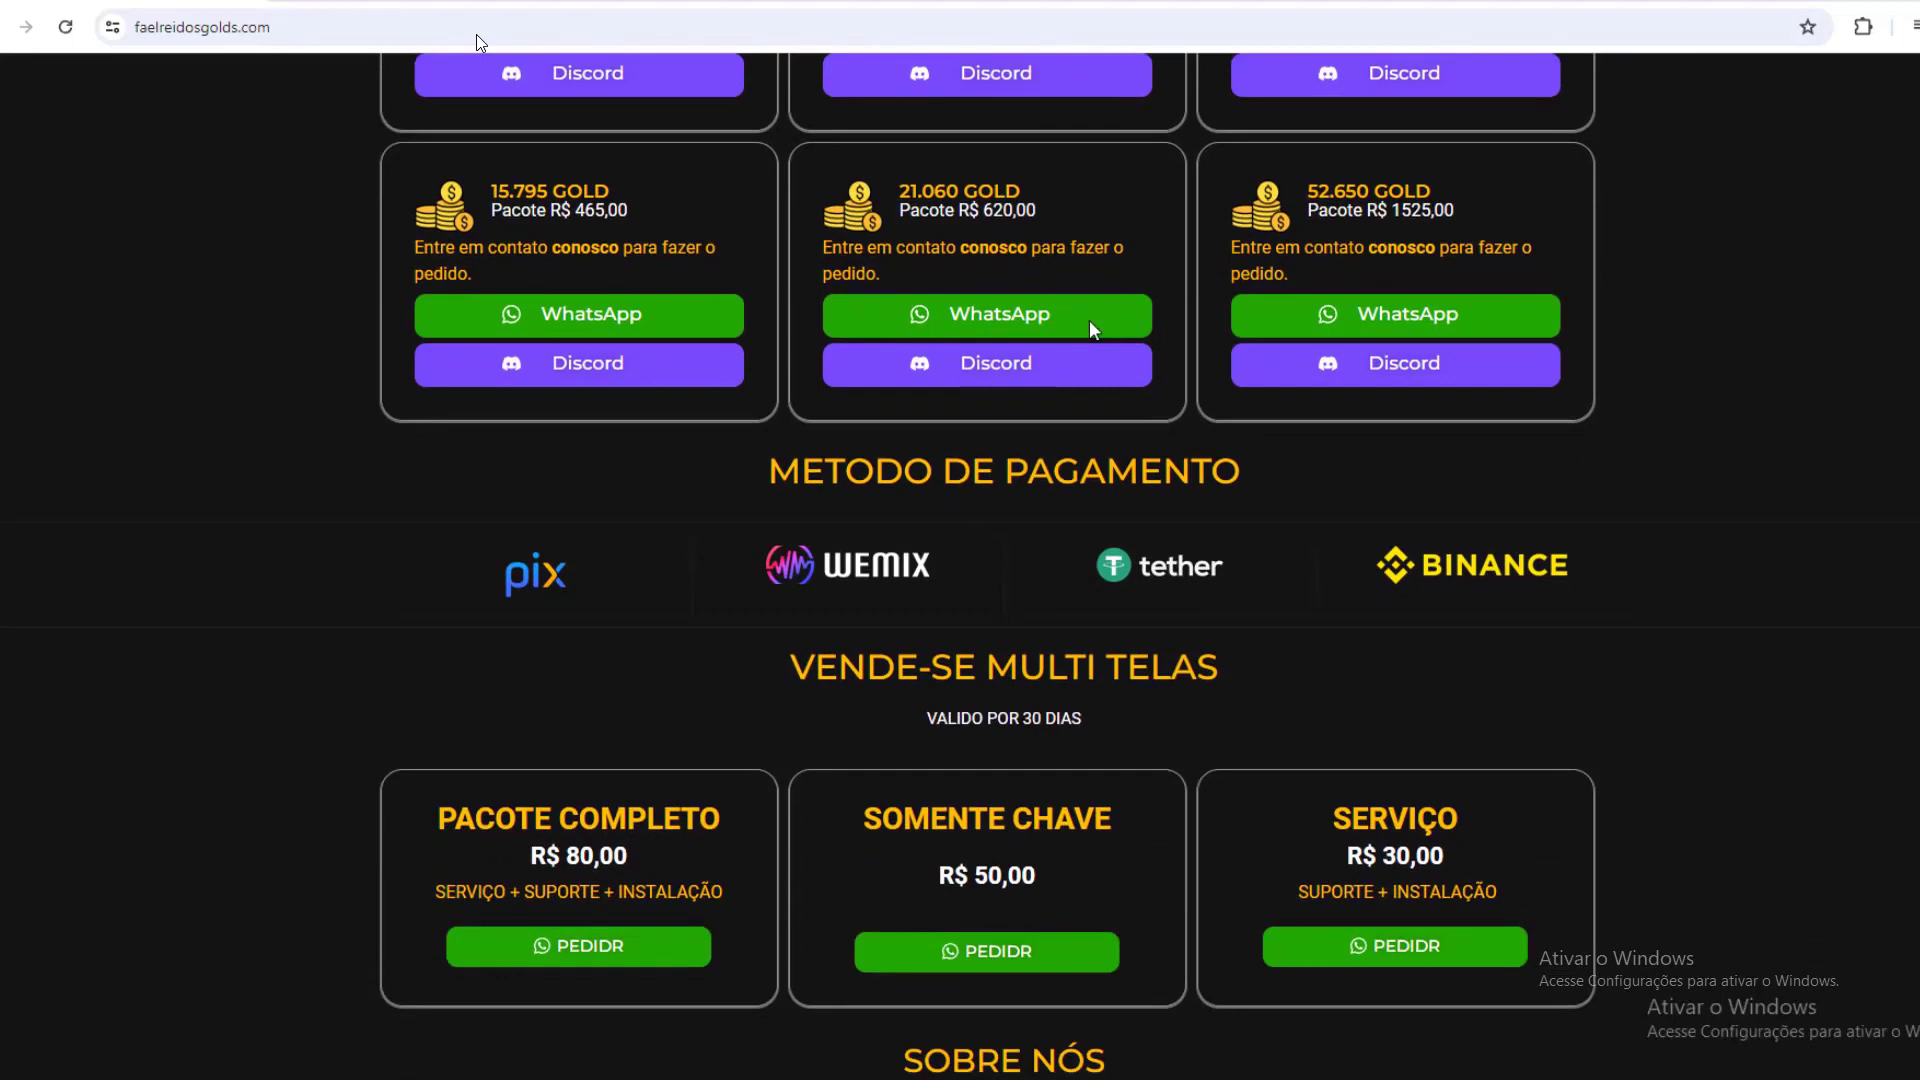 faelreidosgolds.com
Discord
Discord
Discord
15.795 GOLD
Pacote R$ 465,00
Entre em contato conosco para fazer o
pedido.
WhatsApp
Discord
21.060 GOLD
Pacote R$ 620,00
Entre em contato conosco para fazer o
pedido.
WhatsApp
Discord
52.650 GOLD
Pacote R$ 1525,00
Entre em contato conosco para fazer o
pedido.
WhatsApp
Discord
METODO DE PAGAMENTO
pix
WEMIX
tether
BINANCE
VENDE-SE MULTI TELAS
VALIDO POR 30 DIAS
PACOTE COMPLETO
R$ 80,00
SERVIÇO + SUPORTE + INSTALAÇÃO
PEDIDR
SOMENTE CHAVE
R$ 50,00
PEDIDR
SERVIÇO
R$ 30,00
SUPORTE + INSTALAÇÃO
PEDIDR
Ativar o Windows
Acesse Configurações para ativar o Windows.
Ativar o Windows
Acesse Configurações para ativar o W
SOBRE NÓS